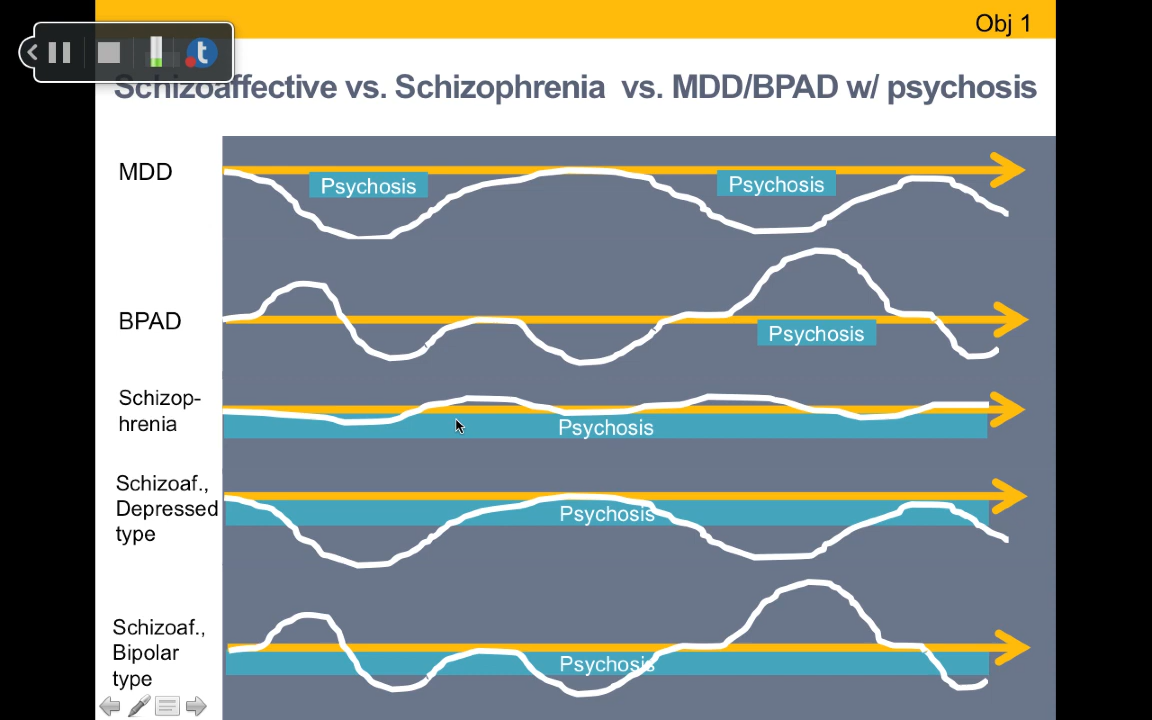 Obj 1
t
Schizoaffective vs. Schizophrenia vs. MDD/BPAD w/ psychosis
MDD
Psychosis
Psychosis
BPAD
Psychosis
Schizop-
hrenia
Psychosis
Schizoaf.,
Depressed
type
Psychosis
Schizoaf.,
Bipolar
type
Psychosis